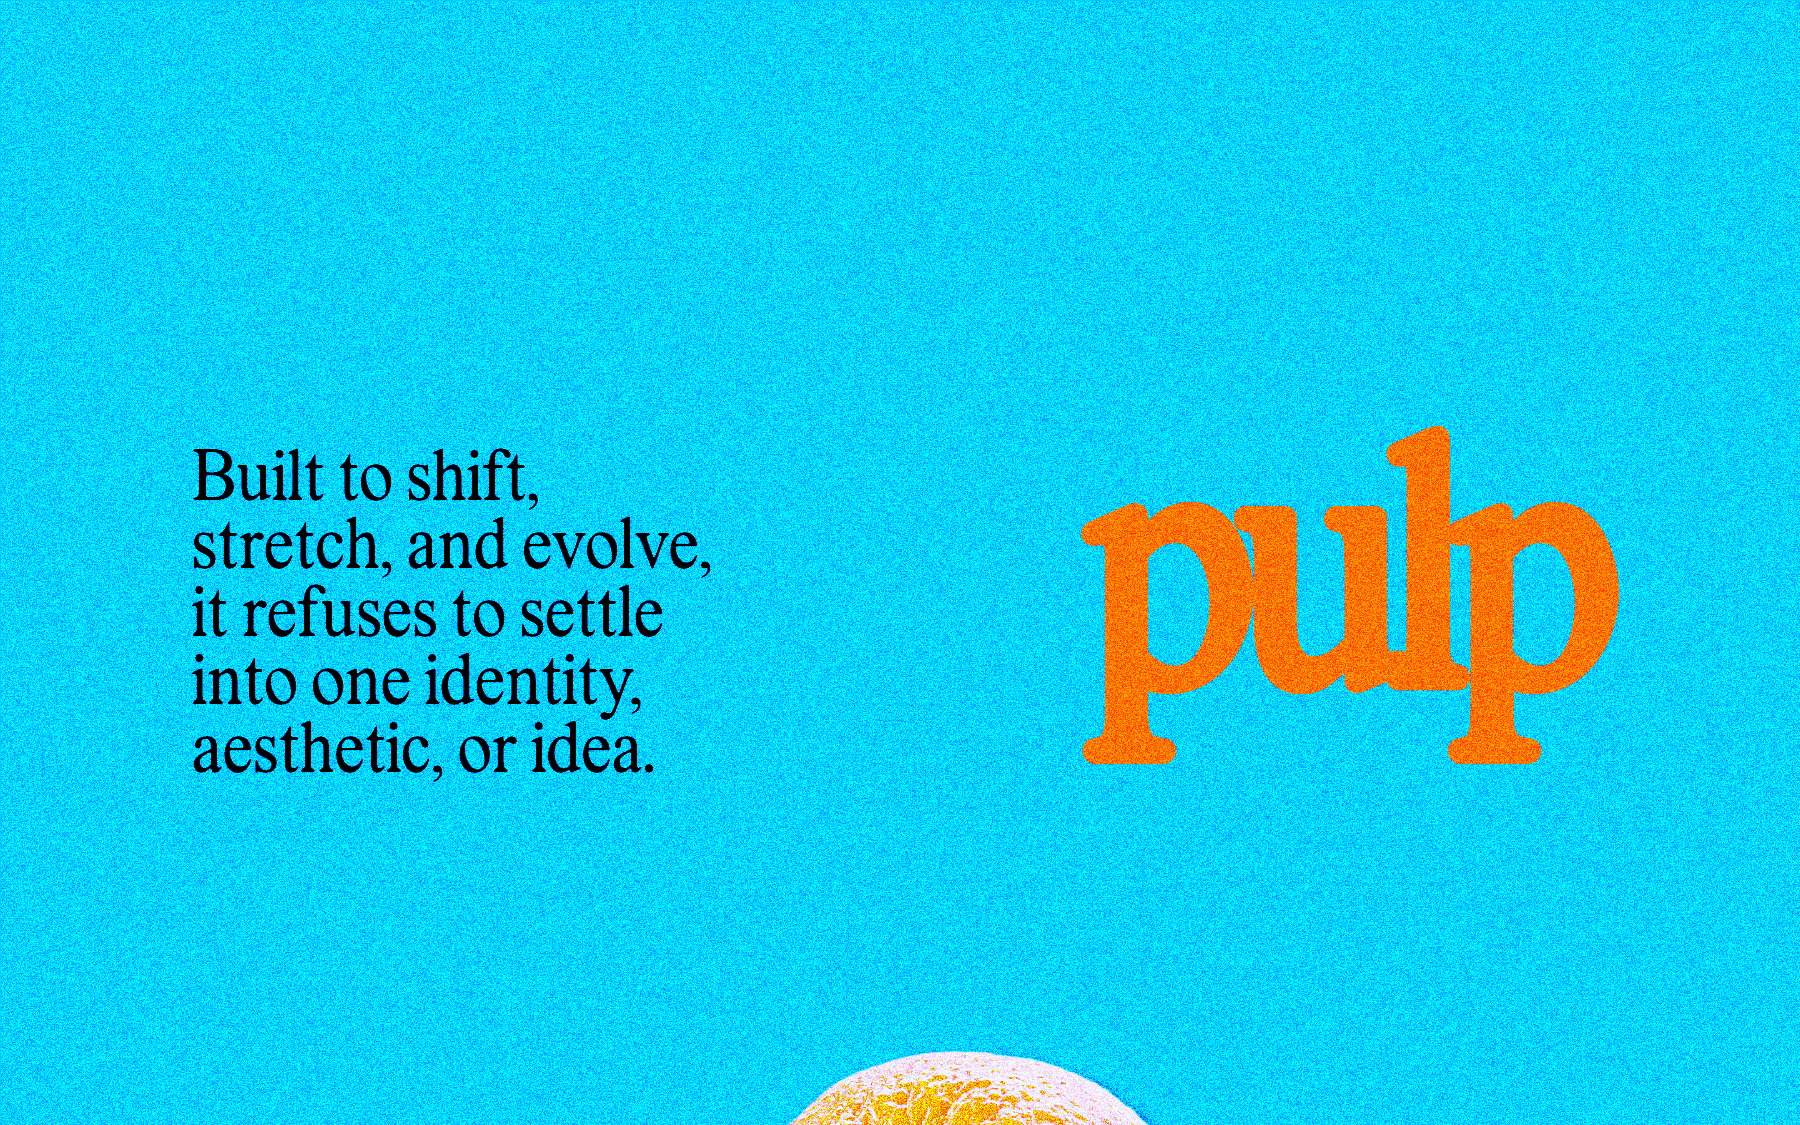 Built to shift,
stretch, and evolve,
it refuses to settle
into one identity,
aesthetic, or idea.
pulp